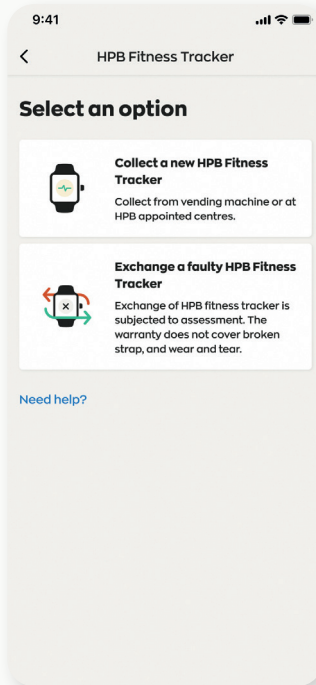 9:41
HPB Fitness Tracker
Select an option
Collect a new HPB Fitness
Tracker
Collect from vending machine or at
HPB appointed centres.
Exchange a faulty HPB Fitness
Tracker
Exchange of HPB fitness tracker is
subjected to assessment. The
warranty does not cover broken
strap, and wear and tear.
Need help?